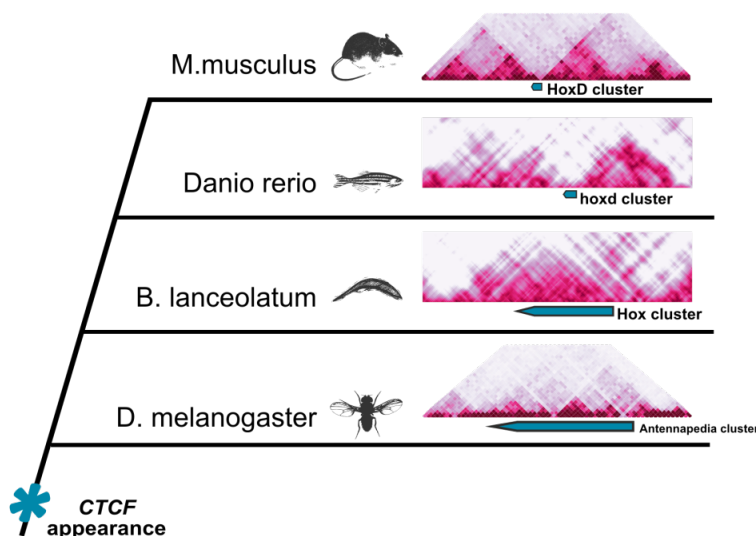 M.musculus
HoxD cluster
Danio rerio
hoxd cluster
B. lanceolatum
Hox cluster
D. melanogaster
Antennapedia cluster
CTCF
appearance